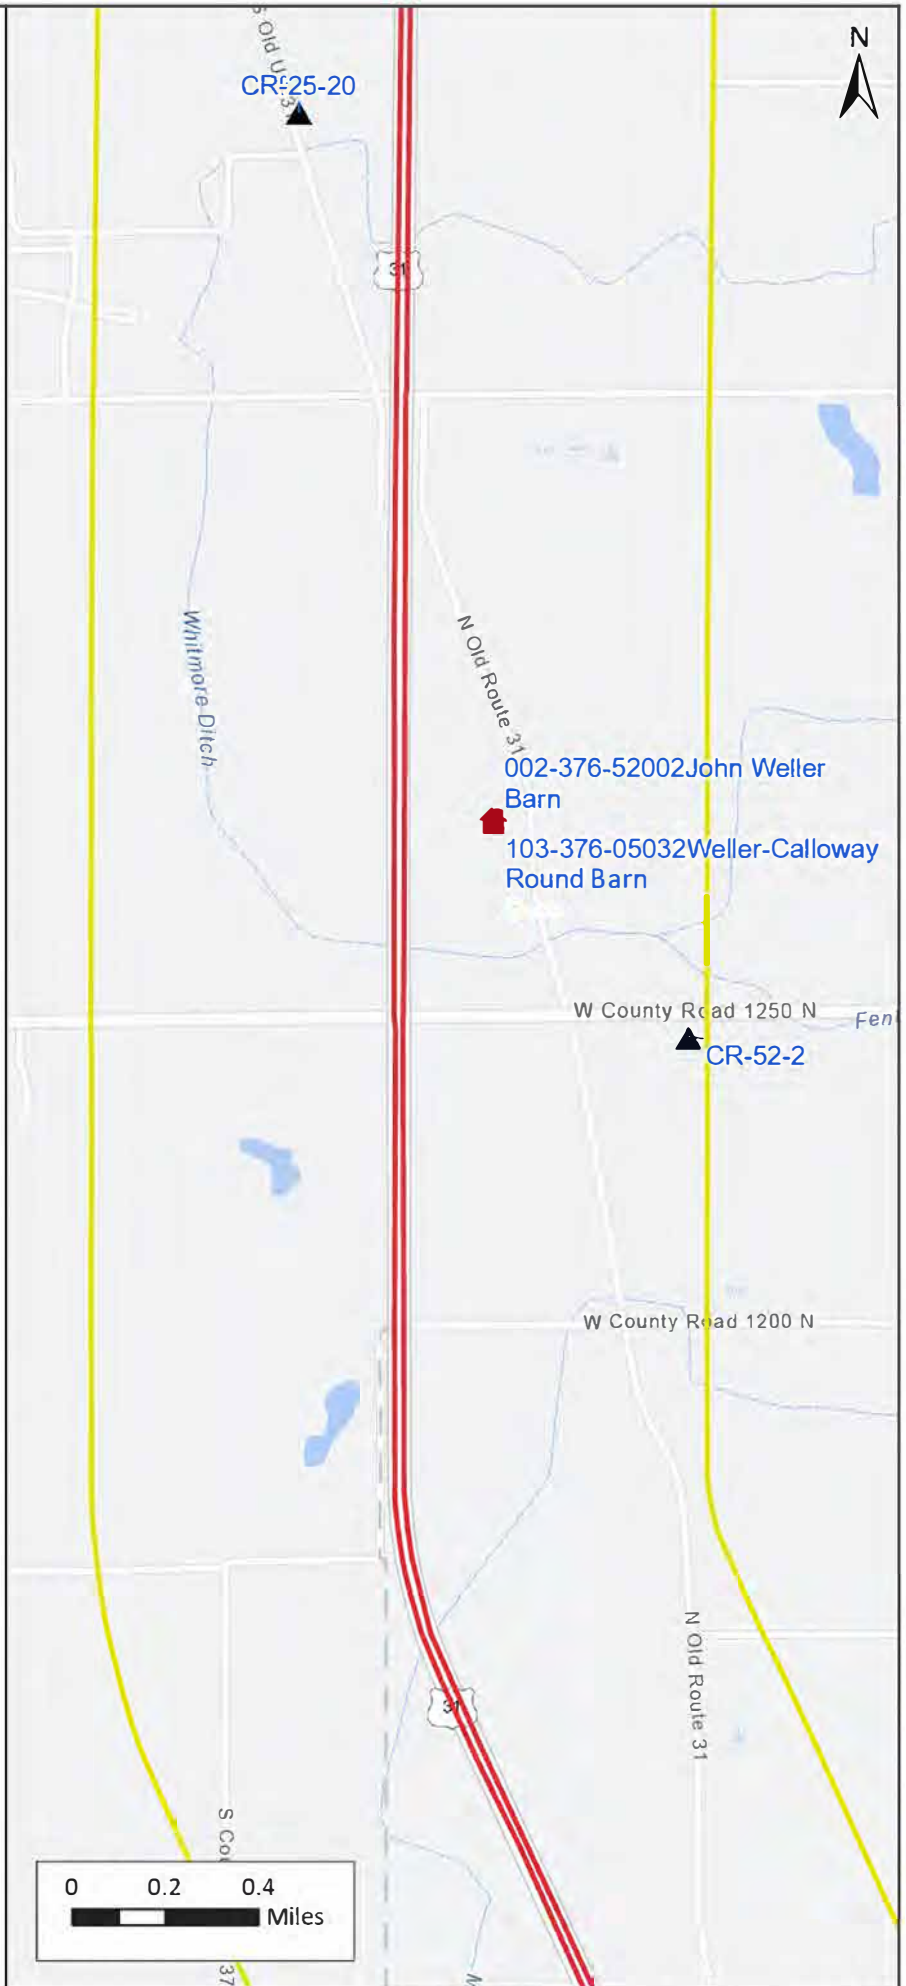 N
S Old U
CR-25-20
31
N Old Route 31
Whitmore Ditch
002-376-52002John Weller
Barn
103-376-05032Weller-Calloway
Round Barn
W County Road 1250 N
CR-52-2
W County Road 1200 N
N Old Route 31
31
S Cou
37
0 0.2 0.4
Miles